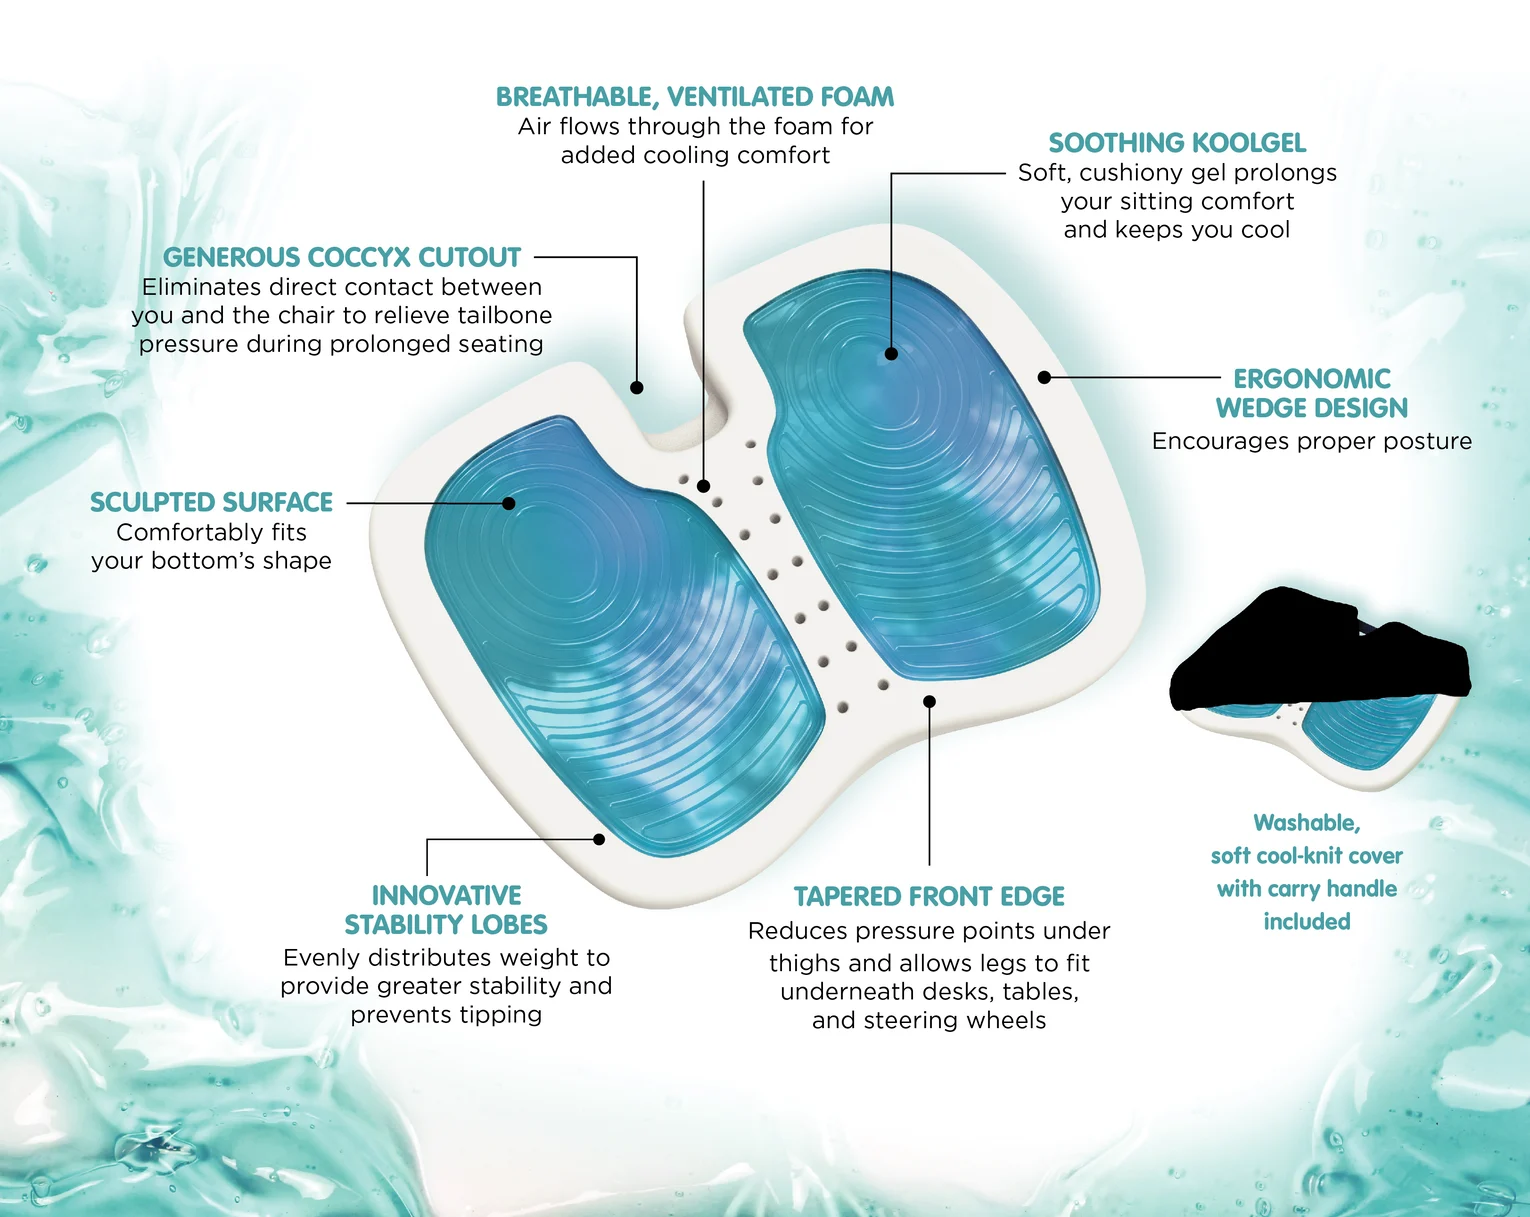 BREATHABLE, VENTILATED FOAM
Air flows through the foam for
added cooling comfort
SOOTHING KOOLGEL
Soft, cushiony gel prolongs
your sitting comfort
and keeps you cool
GENEROUS COCCYX CUTOUT
Eliminates direct contact between
you and the chair to relieve tailbone
pressure during prolonged seating
ERGONOMIC
WEDGE DESIGN
Encourages proper posture
SCULPTED SURFACE
Comfortably fits
your bottom's shape
Washable,
soft cool-knit cover
with carry handle
included
INNOVATIVE
STABILITY LOBES
Evenly distributes weight to
provide greater stability and
prevents tipping
TAPERED FRONT EDGE
Reduces pressure points under
thighs and allows legs to fit
underneath desks, tables,
and steering wheels